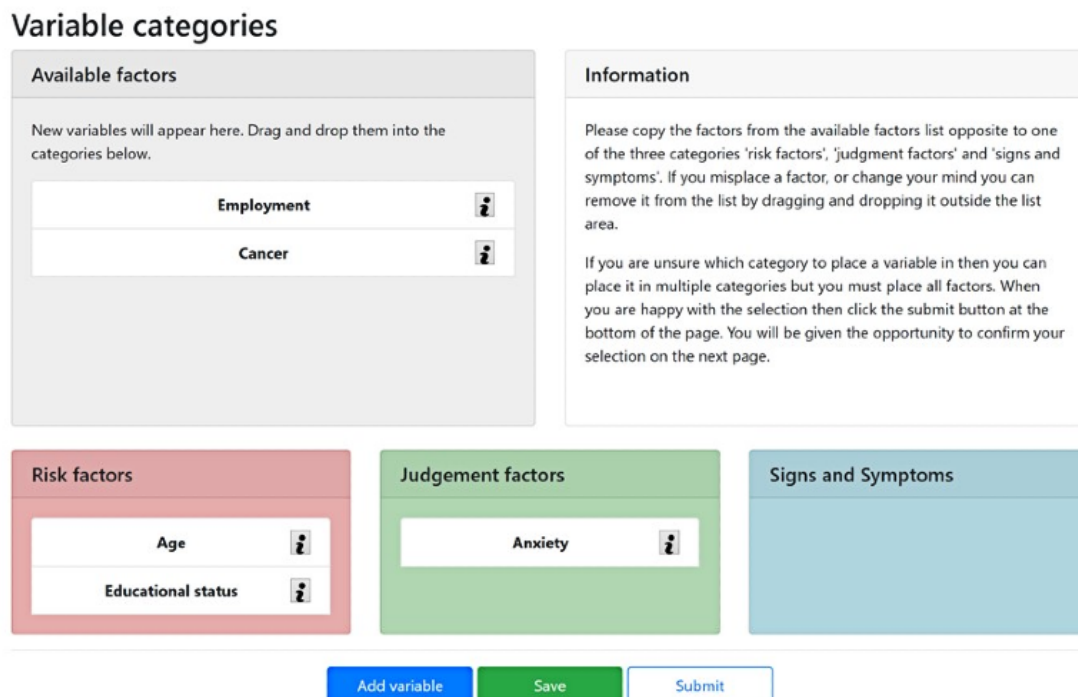 Variable categories
Available factors
New variables will appear here. Drag and drop them into the
categories below.
Employment
Cancer
Information
Please copy the factors from the available factors list opposite to one
of the three categories 'risk factors', 'judgment factors' and 'signs and
symptoms'. If you misplace a factor, or change your mind you can
remove it from the list by dragging and dropping it outside the list
area.
If you are unsure which category to place a variable in then you can
place it in multiple categories but you must place all factors. When
you are happy with the selection then click the submit button at the
bottom of the page. You will be given the opportunity to confirm your
selection on the next page.
Risk factors
Age
Educational status
Judgement factors
Anxiety
Signs and Symptoms
Add variable
Save
Submit